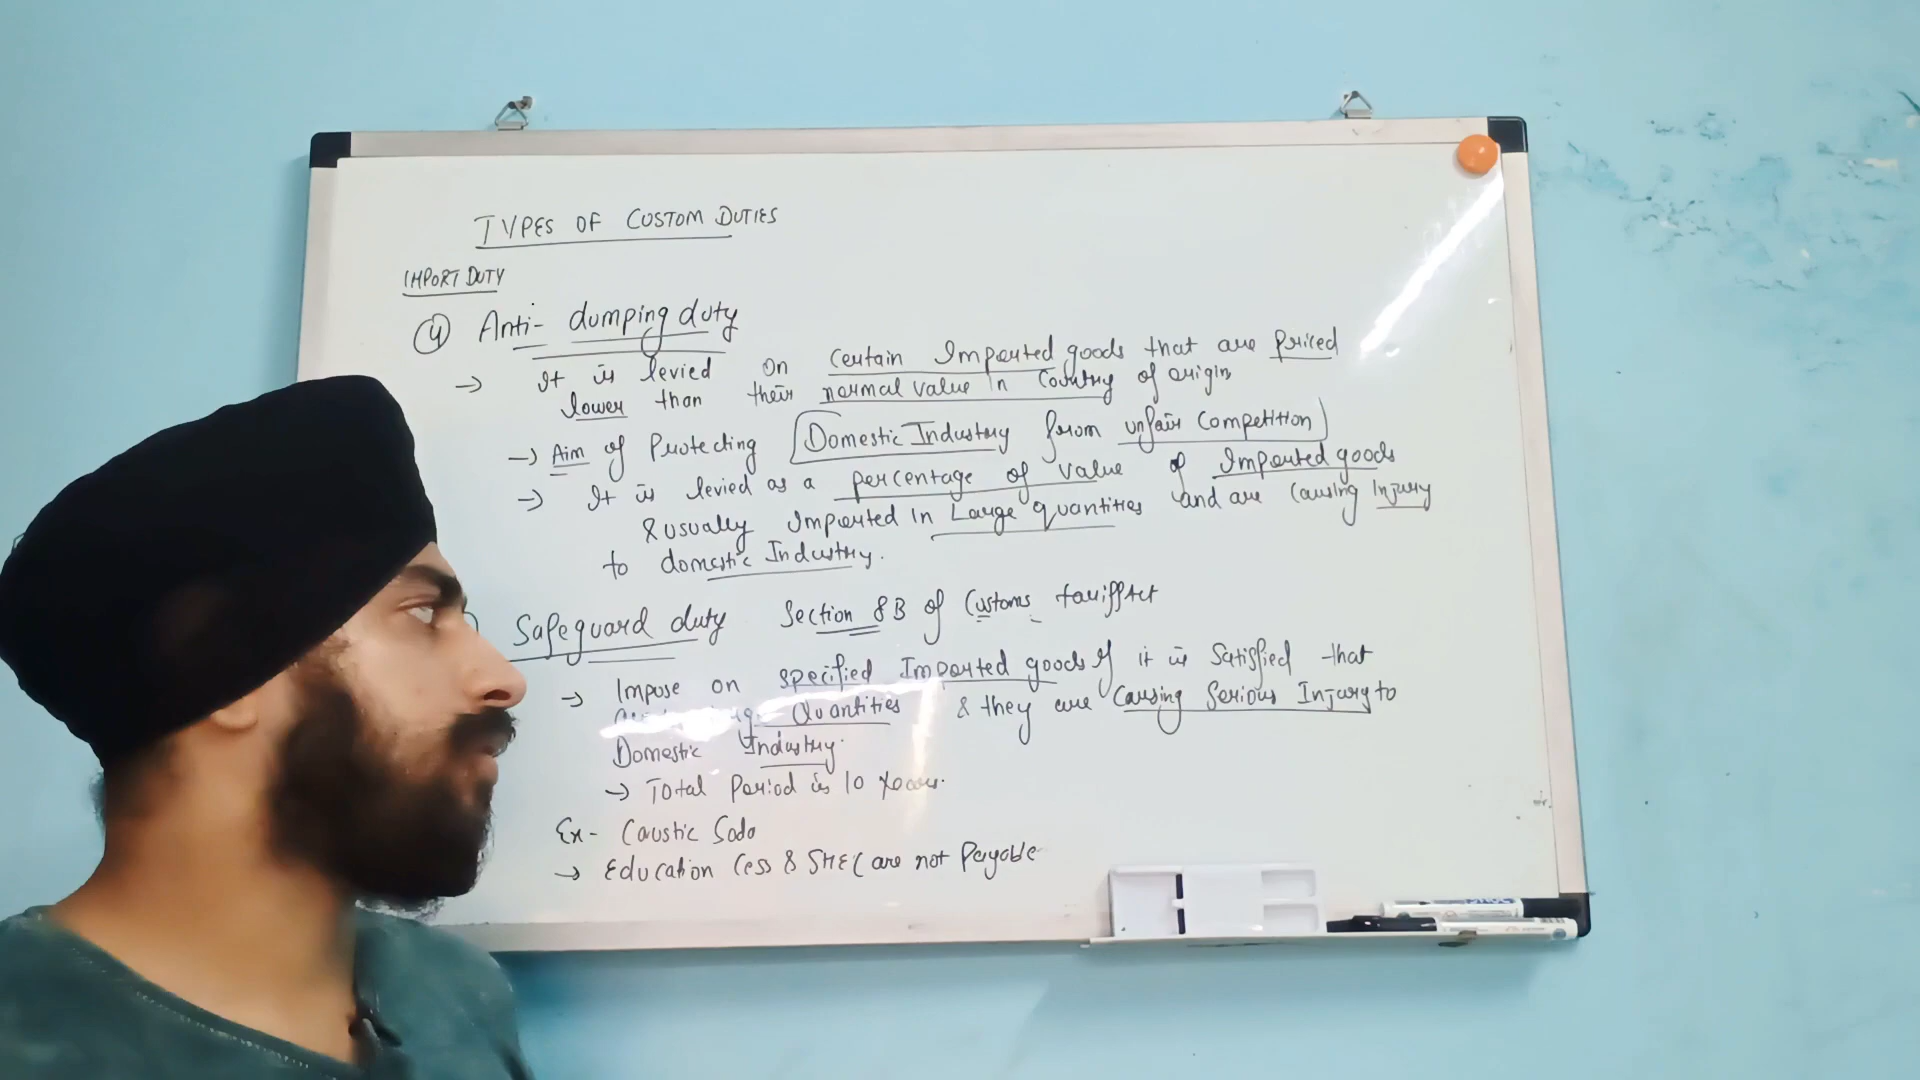 TYPES OF CUSTOM DUTIES
IMPORT DUTY
④ Anti-dumping duty
→ It is levied on certain Imported goods that are priced
lower than their normal value in Country of origin
→ Aim of Protecting Domestic Industry from unfair Competition
→ It is levied as a percentage of value of Imported goods
& usually Imported in Large quantities and are causing Injury
to domestic Industry.
Safeguard duty Section 8B of Customs tariff Act
→ Impose on specified Imported goods if it is Satisfied that
Quantities & they are causing Serious Injury to
Domestic Industry.
→ Total Period is 10 years.
Ex- Caustic Soda
→ Education Cess & SHEC are not Payable